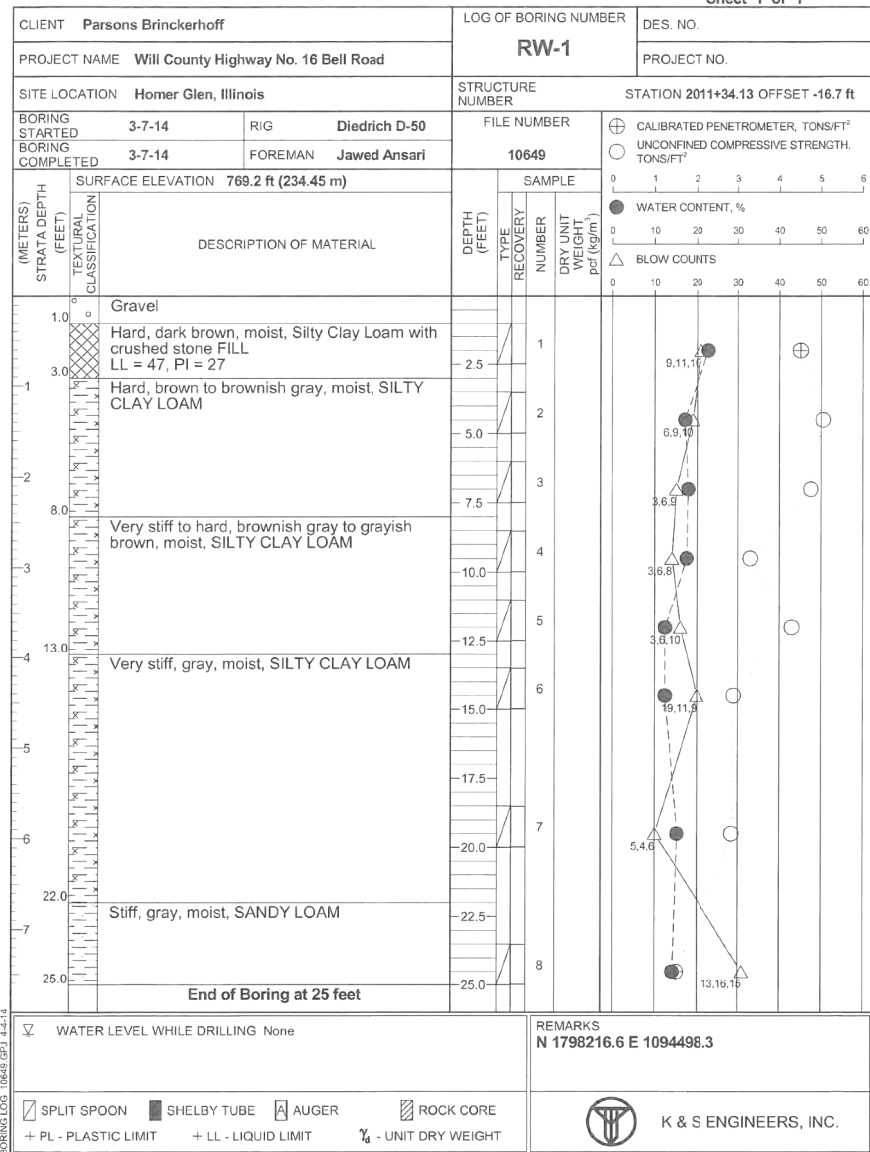 Sheet 1 of 1
CLIENT Parsons Brinckerhoff
LOG OF BORING NUMBER
RW-1
DES. NO.
PROJECT NAME Will County Highway No. 16 Bell Road
PROJECT NO.
SITE LOCATION Homer Glen, Illinois
STRUCTURE NUMBER
STATION 2011+34.13 OFFSET -16.7 ft
BORING STARTED 3-7-14
RIG Diedrich D-50
BORING COMPLETED 3-7-14
FOREMAN Jawed Ansari
FILE NUMBER
10649
⊕ CALIBRATED PENETROMETER, TONS/FT²
○ UNCONFINED COMPRESSIVE STRENGTH, TONS/FT²
0 1 2 3 4 5 6
● WATER CONTENT, %
0 10 20 30 40 50 60
△ BLOW COUNTS
0 10 20 30 40 50 60
(METERS)
STRATA DEPTH
(FEET)
TEXTURAL
CLASSIFICATION
SURFACE ELEVATION 769.2 ft (234.45 m)
DESCRIPTION OF MATERIAL
DEPTH
(FEET)
SAMPLE
TYPE
RECOVERY
NUMBER
DRY UNIT
WEIGHT
pcf (kg/m³)
Gravel
1.0
Hard, dark brown, moist, Silty Clay Loam with
crushed stone FILL
LL = 47, PI = 27
3.0
2.5
1
1
Hard, brown to brownish gray, moist, SILTY
CLAY LOAM
2
5.0
6,9,10
2
3
3,6,9
7.5
8.0
Very stiff to hard, brownish gray to grayish
brown, moist, SILTY CLAY LOAM
4
3,6,8
3
10.0
5
3,6,10
12.5
13.0
4
Very stiff, gray, moist, SILTY CLAY LOAM
6
19,11,9
15.0
5
17.5
7
6
20.0
5,4,6
22.0
Stiff, gray, moist, SANDY LOAM
22.5
7
8
25.0
25.0
13,16,15
End of Boring at 25 feet
WATER LEVEL WHILE DRILLING None
REMARKS
N 1798216.6 E 1094498.3
SPLIT SPOON SHELBY TUBE A AUGER ROCK CORE
+ PL - PLASTIC LIMIT + LL - LIQUID LIMIT γd - UNIT DRY WEIGHT
K & S ENGINEERS, INC.
BORING LOG 10649.GPJ 4-4-14